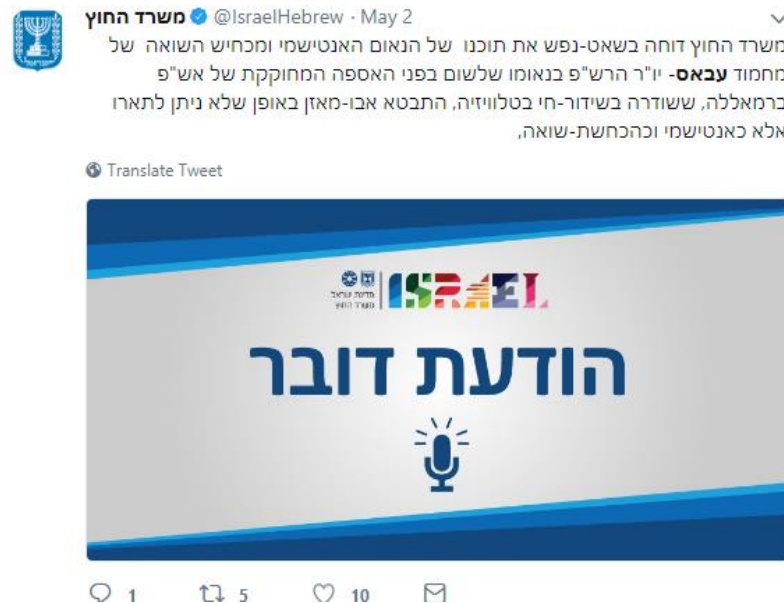 משרד החוץ @IsraelHebrew · May 2
משרד החוץ דוחה בשאט-נפש את תוכנו של הנאום האנטישמי ומכחיש השואה של
מחמוד עבאס- יו"ר הרש"פ בנאומו שלשום בפני האספה המחוקקת של אש"פ
ברמאללה, ששודרה בשידור-חי בטלוויזיה, התבטא אבו-מאזן באופן שלא ניתן לתארו
אלא כאנטישמי וכהכחשת-שואה,
Translate Tweet
ISRAEL
מדינת ישראל
משרד החוץ
הודעת דובר
1 5 10